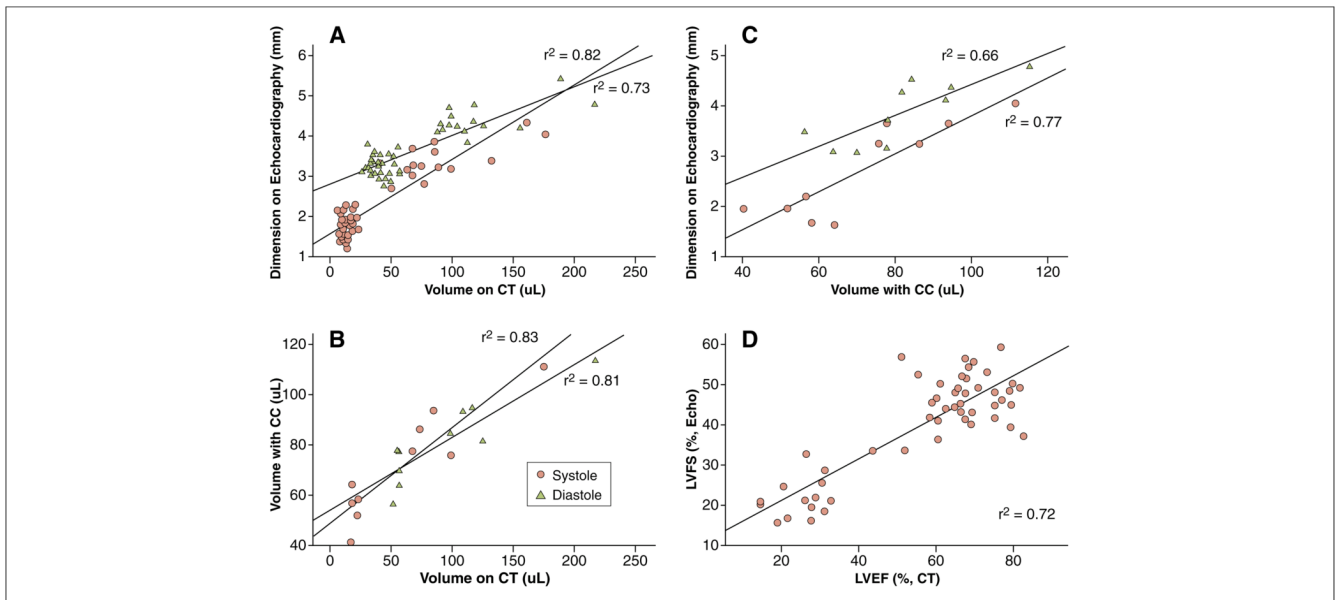 A
Dimension on Echocardiography (mm)
6
5
4
3
2
1
r² = 0.82
r² = 0.73
0 50 100 150 200 250
Volume on CT (uL)
C
Dimension on Echocardiography (mm)
5
4
3
2
1
r² = 0.66
r² = 0.77
40 60 80 100 120
Volume with CC (uL)
B
Volume with CC (uL)
120
100
80
60
40
r² = 0.83
r² = 0.81
Systole
Diastole
0 50 100 150 200 250
Volume on CT (uL)
D
LVFS (%, Echo)
60
50
40
30
20
10
r² = 0.72
20 40 60 80
LVEF (%, CT)